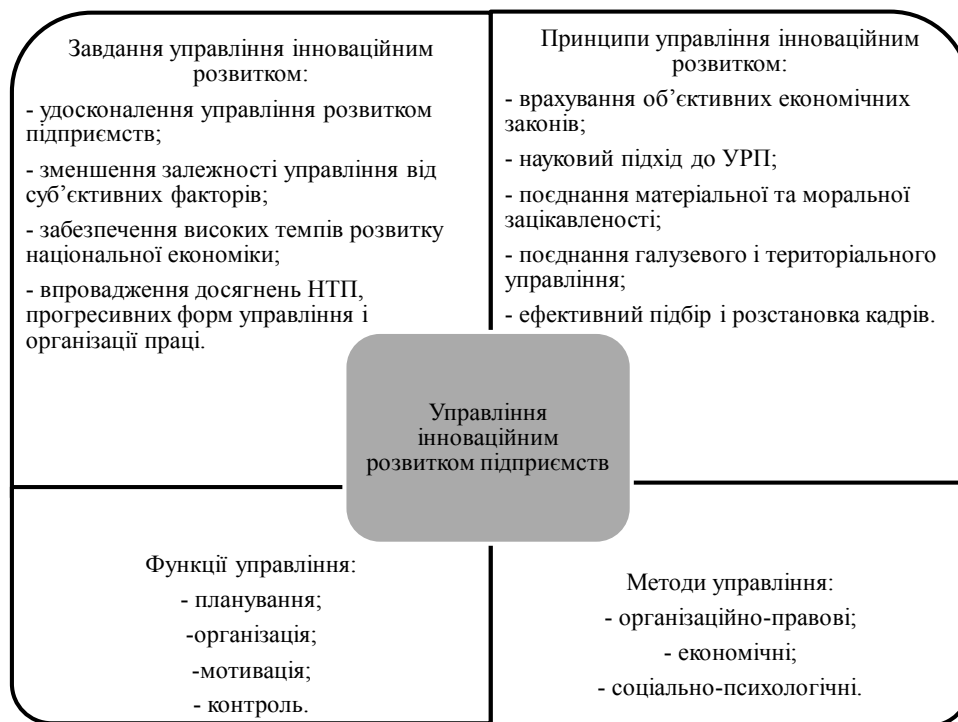 Завдання управління інноваційним
розвитком:
- удосконалення управління розвитком
підприємств;
- зменшення залежності управління від
суб’єктивних факторів;
- забезпечення високих темпів розвитку
національної економіки;
- впровадження досягнень НТП,
прогресивних форм управління і
організації праці.
Принципи управління інноваційним
розвитком:
- врахування об’єктивних економічних
законів;
- науковий підхід до УРП;
- поєднання матеріальної та моральної
зацікавленості;
- поєднання галузевого і територіального
управління;
- ефективний підбір і розстановка кадрів.
Управління
інноваційним
розвитком підприємств
Функції управління:
- планування;
-організація;
-мотивація;
- контроль.
Методи управління:
- організаційно-правові;
- економічні;
- соціально-психологічні.